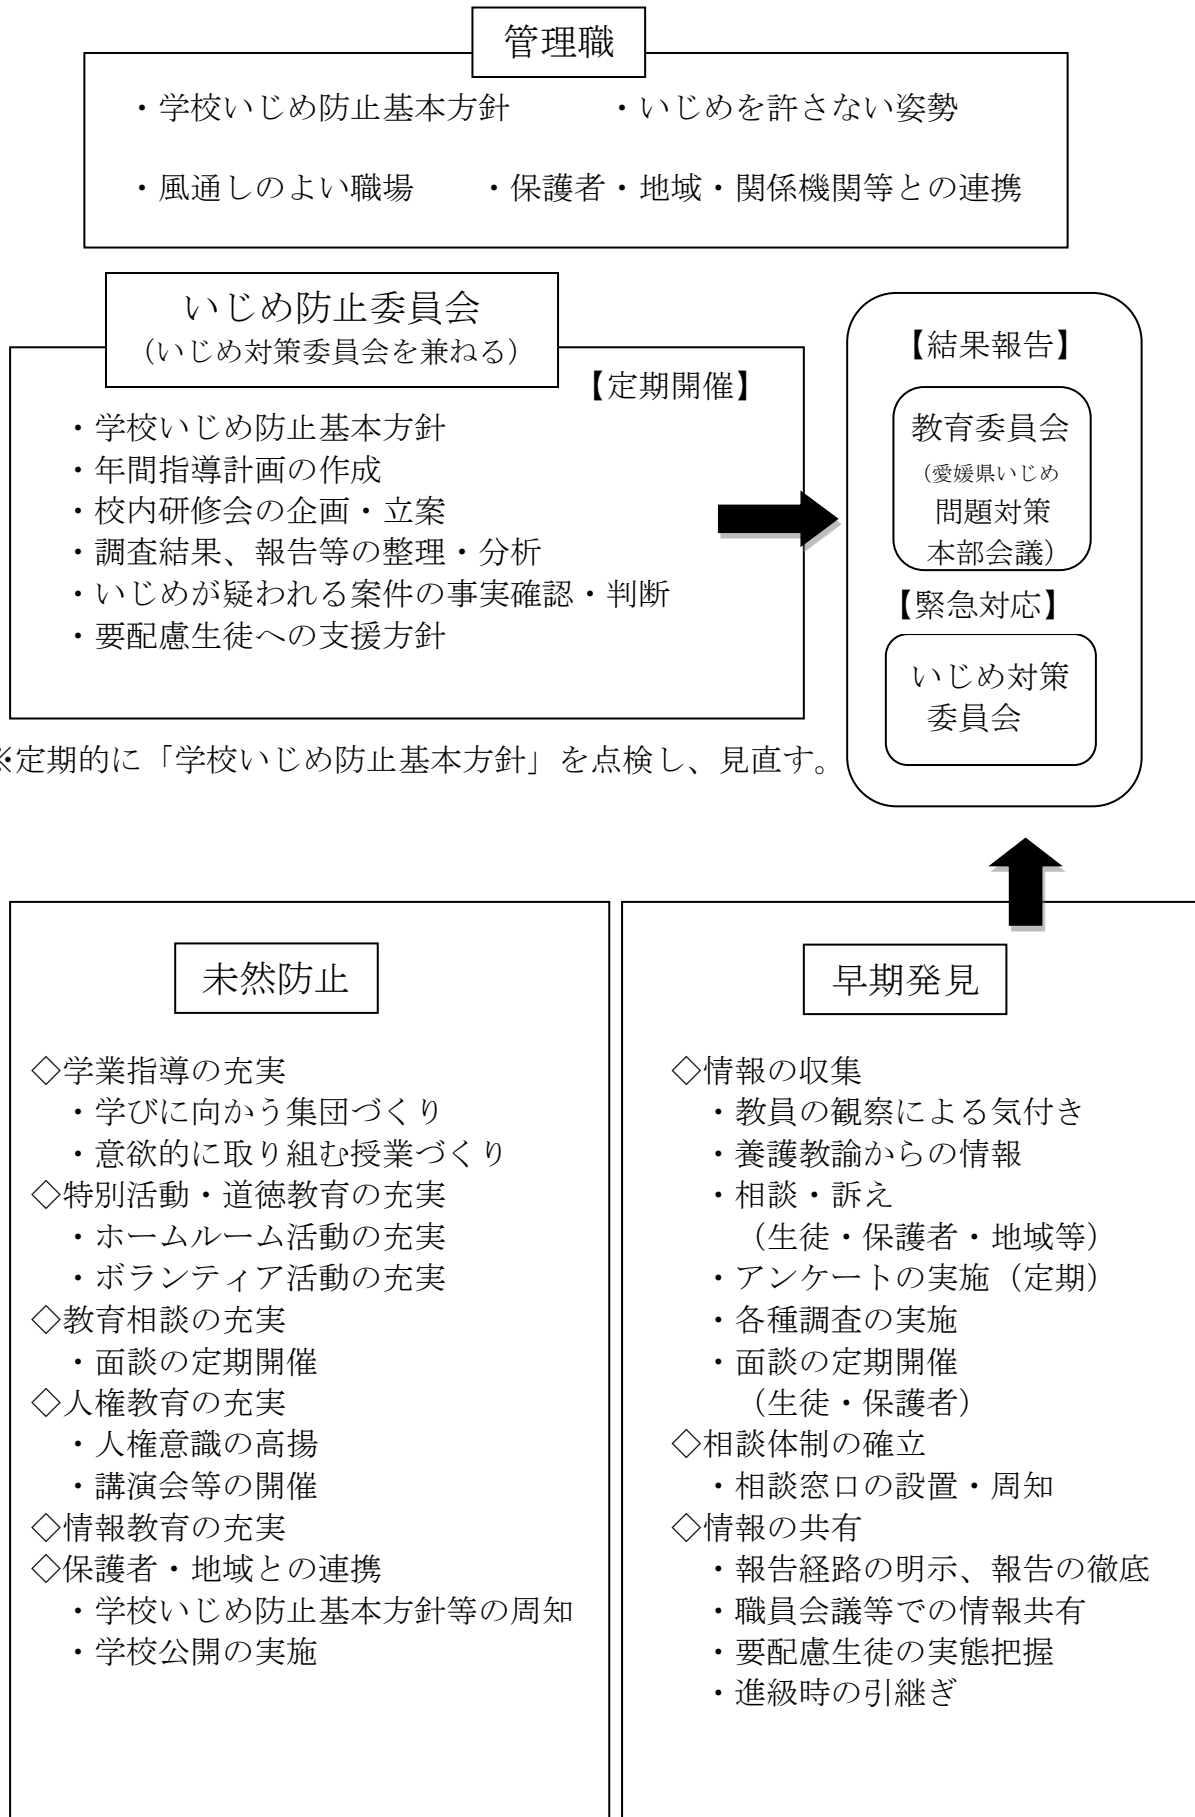 管理職
・学校いじめ防止基本方針　・いじめを許さない姿勢
・風通しのよい職場　・保護者・地域・関係機関等との連携
いじめ防止委員会
（いじめ対策委員会を兼ねる）
【定期開催】
・学校いじめ防止基本方針
・年間指導計画の作成
・校内研修会の企画・立案
・調査結果、報告等の整理・分析
・いじめが疑われる案件の事実確認・判断
・要配慮生徒への支援方針
※定期的に「学校いじめ防止基本方針」を点検し、見直す。
【結果報告】
教育委員会
（愛媛県いじめ
問題対策
本部会議）
【緊急対応】
いじめ対策
委員会
未然防止
◇学業指導の充実
・学びに向かう集団づくり
・意欲的に取り組む授業づくり
◇特別活動・道徳教育の充実
・ホームルーム活動の充実
・ボランティア活動の充実
◇教育相談の充実
・面談の定期開催
◇人権教育の充実
・人権意識の高揚
・講演会等の開催
◇情報教育の充実
◇保護者・地域との連携
・学校いじめ防止基本方針等の周知
・学校公開の実施
早期発見
◇情報の収集
・教員の観察による気付き
・養護教諭からの情報
・相談・訴え
（生徒・保護者・地域等）
・アンケートの実施（定期）
・各種調査の実施
・面談の定期開催
（生徒・保護者）
◇相談体制の確立
・相談窓口の設置・周知
◇情報の共有
・報告経路の明示、報告の徹底
・職員会議等での情報共有
・要配慮生徒の実態把握
・進級時の引継ぎ